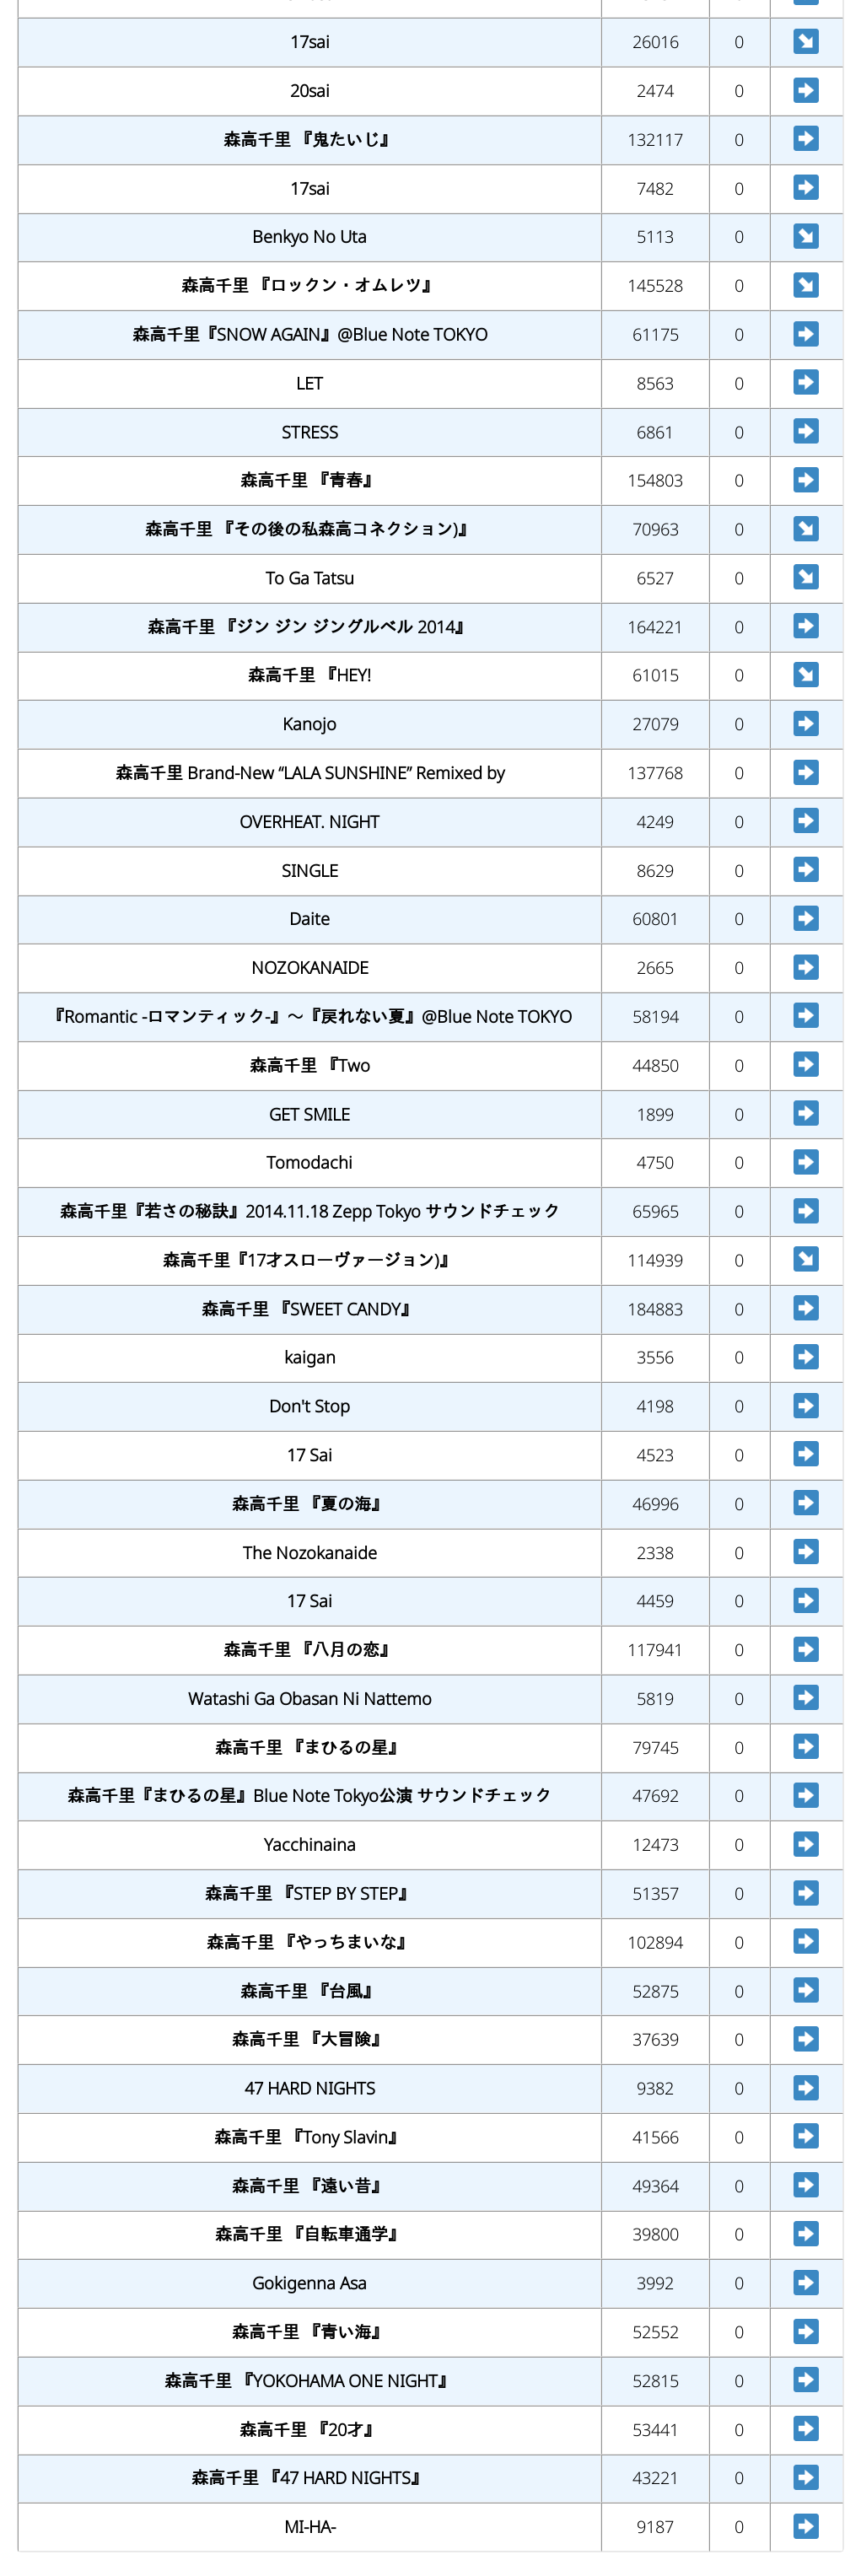 17sai 26016 0
20sai 2474 0
森高千里 『鬼たいじ』 132117 0
17sai 7482 0
Benkyo No Uta 5113 0
森高千里 『ロックン・オムレツ』 145528 0
森高千里『SNOW AGAIN』@Blue Note TOKYO 61175 0
LET 8563 0
STRESS 6861 0
森高千里 『青春』 154803 0
森高千里 『その後の私森高コネクション)』 70963 0
To Ga Tatsu 6527 0
森高千里 『ジン ジン ジングルベル 2014』 164221 0
森高千里 『HEY! 61015 0
Kanojo 27079 0
森高千里 Brand-New “LALA SUNSHINE” Remixed by 137768 0
OVERHEAT. NIGHT 4249 0
SINGLE 8629 0
Daite 60801 0
NOZOKANAIDE 2665 0
『Romantic -ロマンティック-』～『戻れない夏』@Blue Note TOKYO 58194 0
森高千里 『Two 44850 0
GET SMILE 1899 0
Tomodachi 4750 0
森高千里『若さの秘訣』2014.11.18 Zepp Tokyo サウンドチェック 65965 0
森高千里『17才スローヴァージョン)』 114939 0
森高千里 『SWEET CANDY』 184883 0
kaigan 3556 0
Don't Stop 4198 0
17 Sai 4523 0
森高千里 『夏の海』 46996 0
The Nozokanaide 2338 0
17 Sai 4459 0
森高千里 『八月の恋』 117941 0
Watashi Ga Obasan Ni Nattemo 5819 0
森高千里 『まひるの星』 79745 0
森高千里『まひるの星』Blue Note Tokyo公演 サウンドチェック 47692 0
Yacchinaina 12473 0
森高千里 『STEP BY STEP』 51357 0
森高千里 『やっちまいな』 102894 0
森高千里 『台風』 52875 0
森高千里 『大冒険』 37639 0
47 HARD NIGHTS 9382 0
森高千里 『Tony Slavin』 41566 0
森高千里 『遠い昔』 49364 0
森高千里 『自転車通学』 39800 0
Gokigenna Asa 3992 0
森高千里 『青い海』 52552 0
森高千里 『YOKOHAMA ONE NIGHT』 52815 0
森高千里 『20才』 53441 0
森高千里 『47 HARD NIGHTS』 43221 0
MI-HA- 9187 0